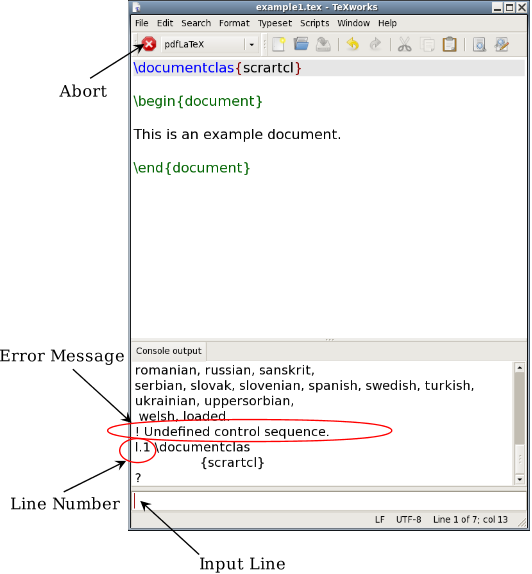 example1.tex - TeXworks
File Edit Search Format Typeset Scripts Window Help
pdfLaTeX
Abort
\documentclas{scrartcl}
\begin{document}
This is an example document.
\end{document}
Console output
Error Message
romanian, russian, sanskrit,
serbian, slovak, slovenian, spanish, swedish, turkish,
ukrainian, uppersorbian,
welsh, loaded.
! Undefined control sequence.
l.1 \documentclas
{scrartcl}
?
Line Number
LF UTF-8 Line 1 of 7; col 13
Input Line